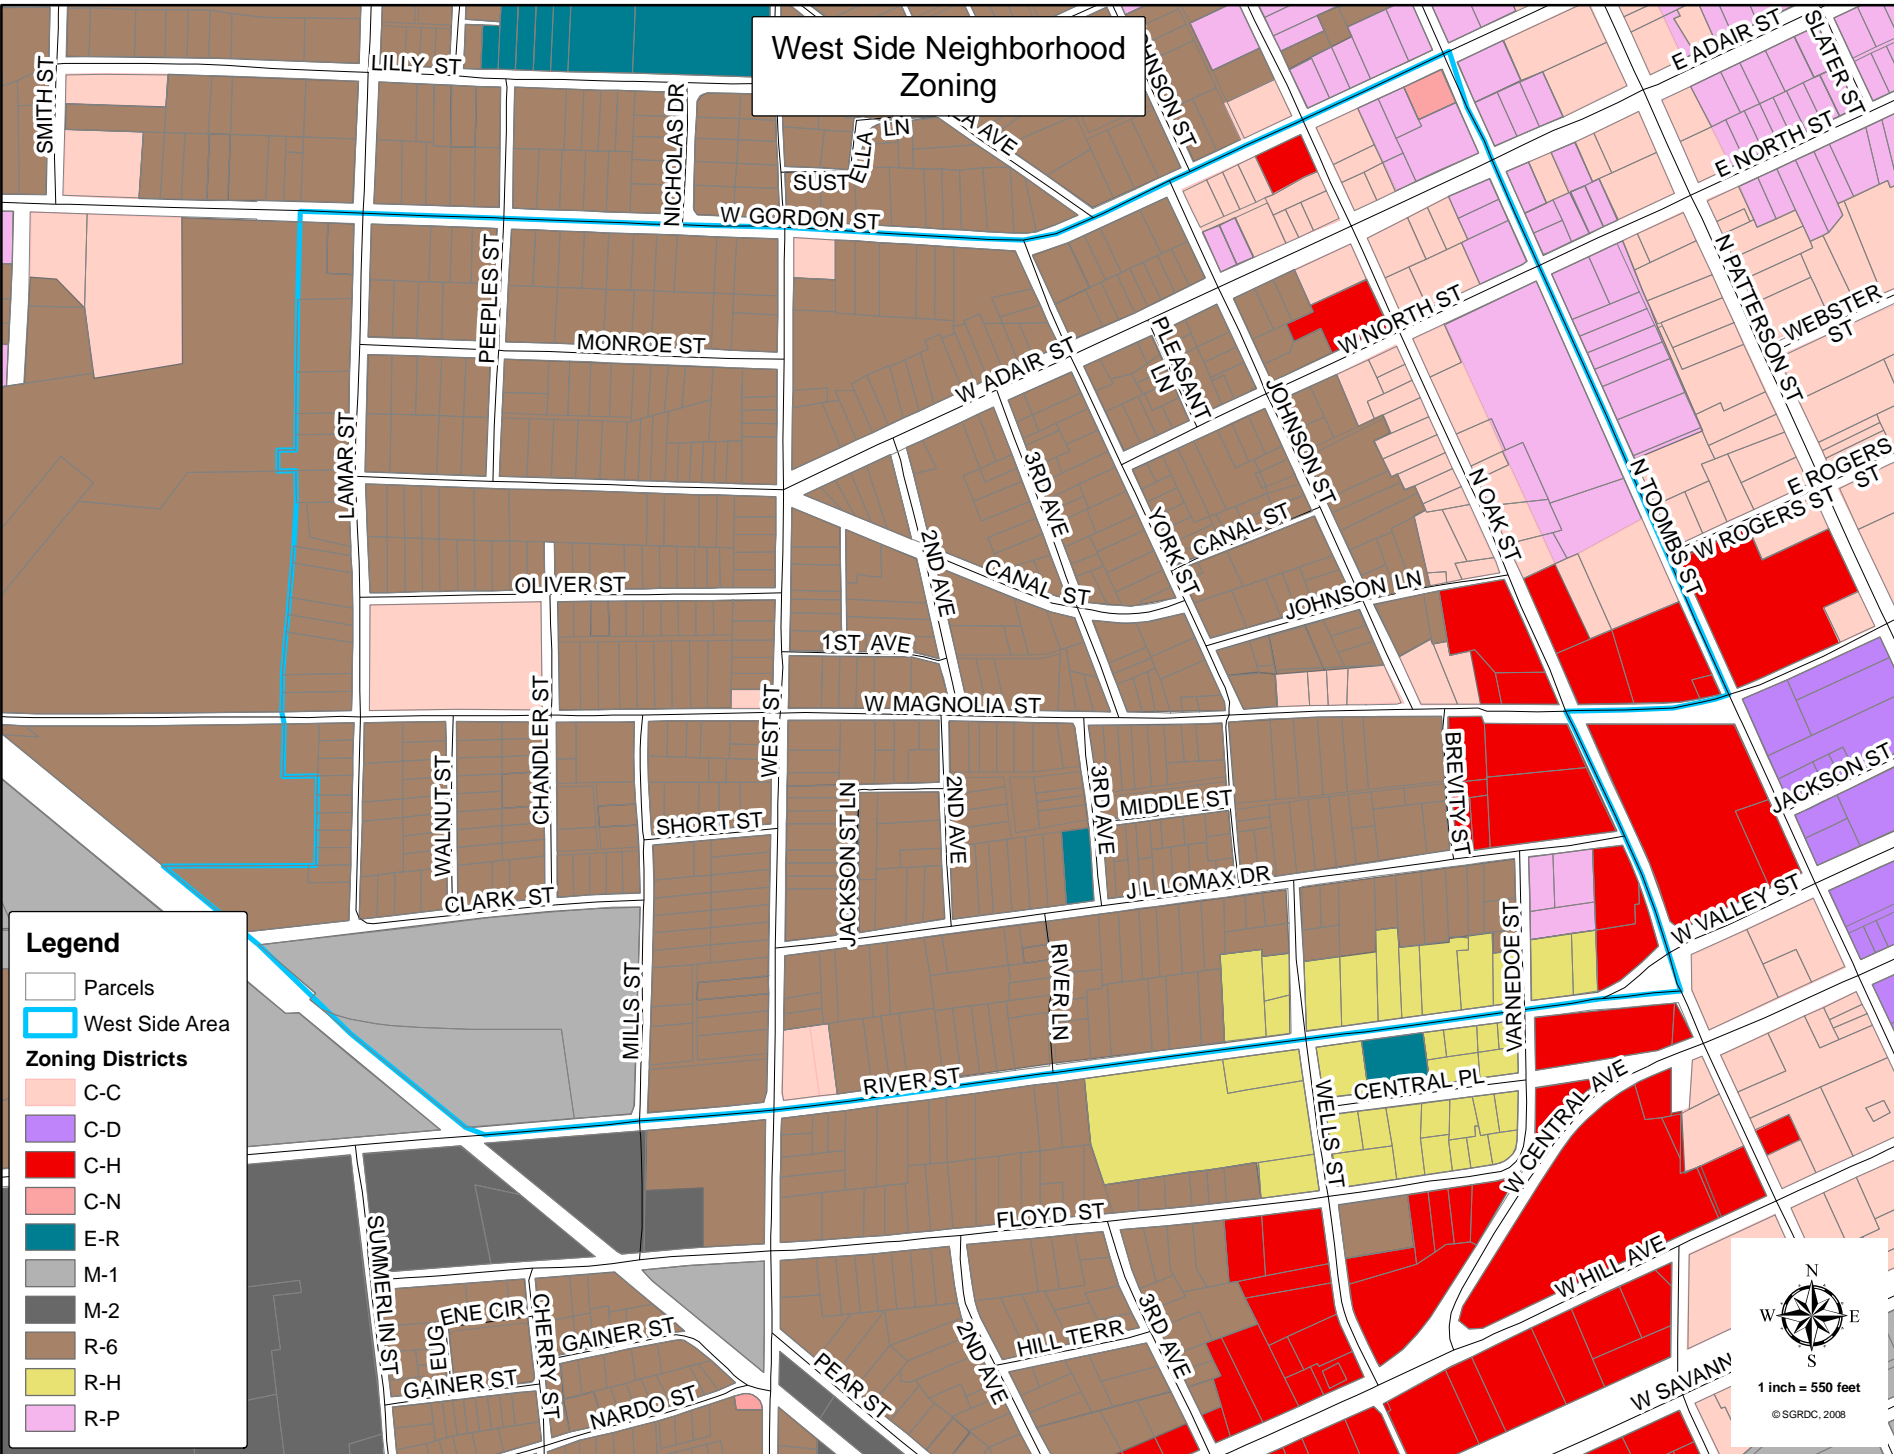 West Side Neighborhood
Zoning
E ADAIR ST
SLATER ST
LILLY ST
SMITH ST
NICHOLAS DR
LN
ELLA
SUST
A AVE
HNSON ST
E NORTH ST
W GORDON ST
PEEPLES ST
N PATTERSON ST
WEBSTER
ST
MONROE ST
W ADAIR ST
PLEASANT
LN
W NORTH ST
LAMAR ST
3RD AVE
JOHNSON ST
N OAK ST
N TOOMBS ST
E ROGERS
ST
W ROGERS ST
YORK ST
CANAL ST
2ND AVE
CANAL ST
OLIVER ST
JOHNSON LN
1ST AVE
CHANDLER ST
WEST ST
W MAGNOLIA ST
WALNUT ST
JACKSON ST LN
2ND AVE
3RD AVE
MIDDLE ST
BREVITY ST
JACKSON ST
SHORT ST
CLARK ST
J L LOMAX DR
VARNEDOE ST
W VALLEY ST
MILLS ST
RIVER LN
RIVER ST
CENTRAL PL
WELLS ST
W CENTRAL AVE
FLOYD ST
SUMMERLIN ST
EUG
ENE CIR
CHERRY ST
GAINER ST
GAINER ST
NARDO ST
PEAR ST
2ND AVE
HILL TERR
3RD AVE
W HILL AVE
W SAVANN
Legend
Parcels
West Side Area
Zoning Districts
C-C
C-D
C-H
C-N
E-R
M-1
M-2
R-6
R-H
R-P
N
W E
S
1 inch = 550 feet
© SGRDC, 2008